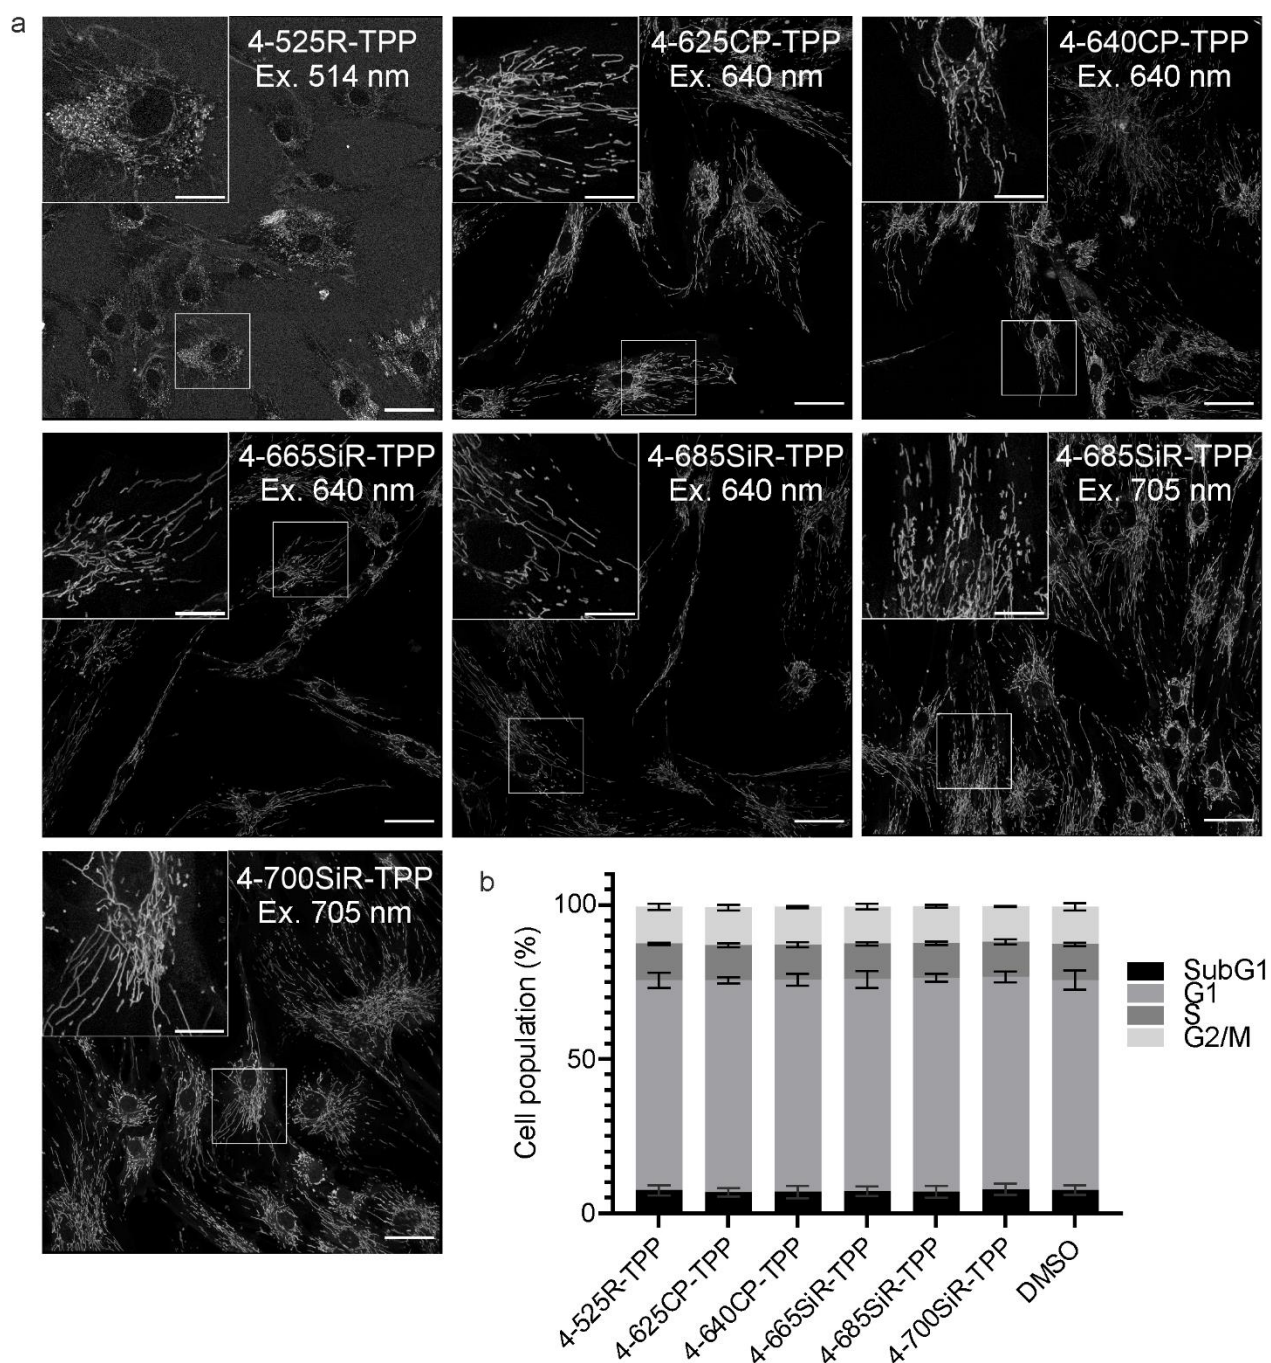 a
4-525R-TPP
Ex. 514 nm
4-625CP-TPP
Ex. 640 nm
4-640CP-TPP
Ex. 640 nm
4-665SiR-TPP
Ex. 640 nm
4-685SiR-TPP
Ex. 640 nm
4-685SiR-TPP
Ex. 705 nm
4-700SiR-TPP
Ex. 705 nm
b
Cell population (%)
100
50
0
4-525R-TPP
4-625CP-TPP
4-640CP-TPP
4-665SiR-TPP
4-685SiR-TPP
4-700SiR-TPP
DMSO
SubG1
G1
S
G2/M